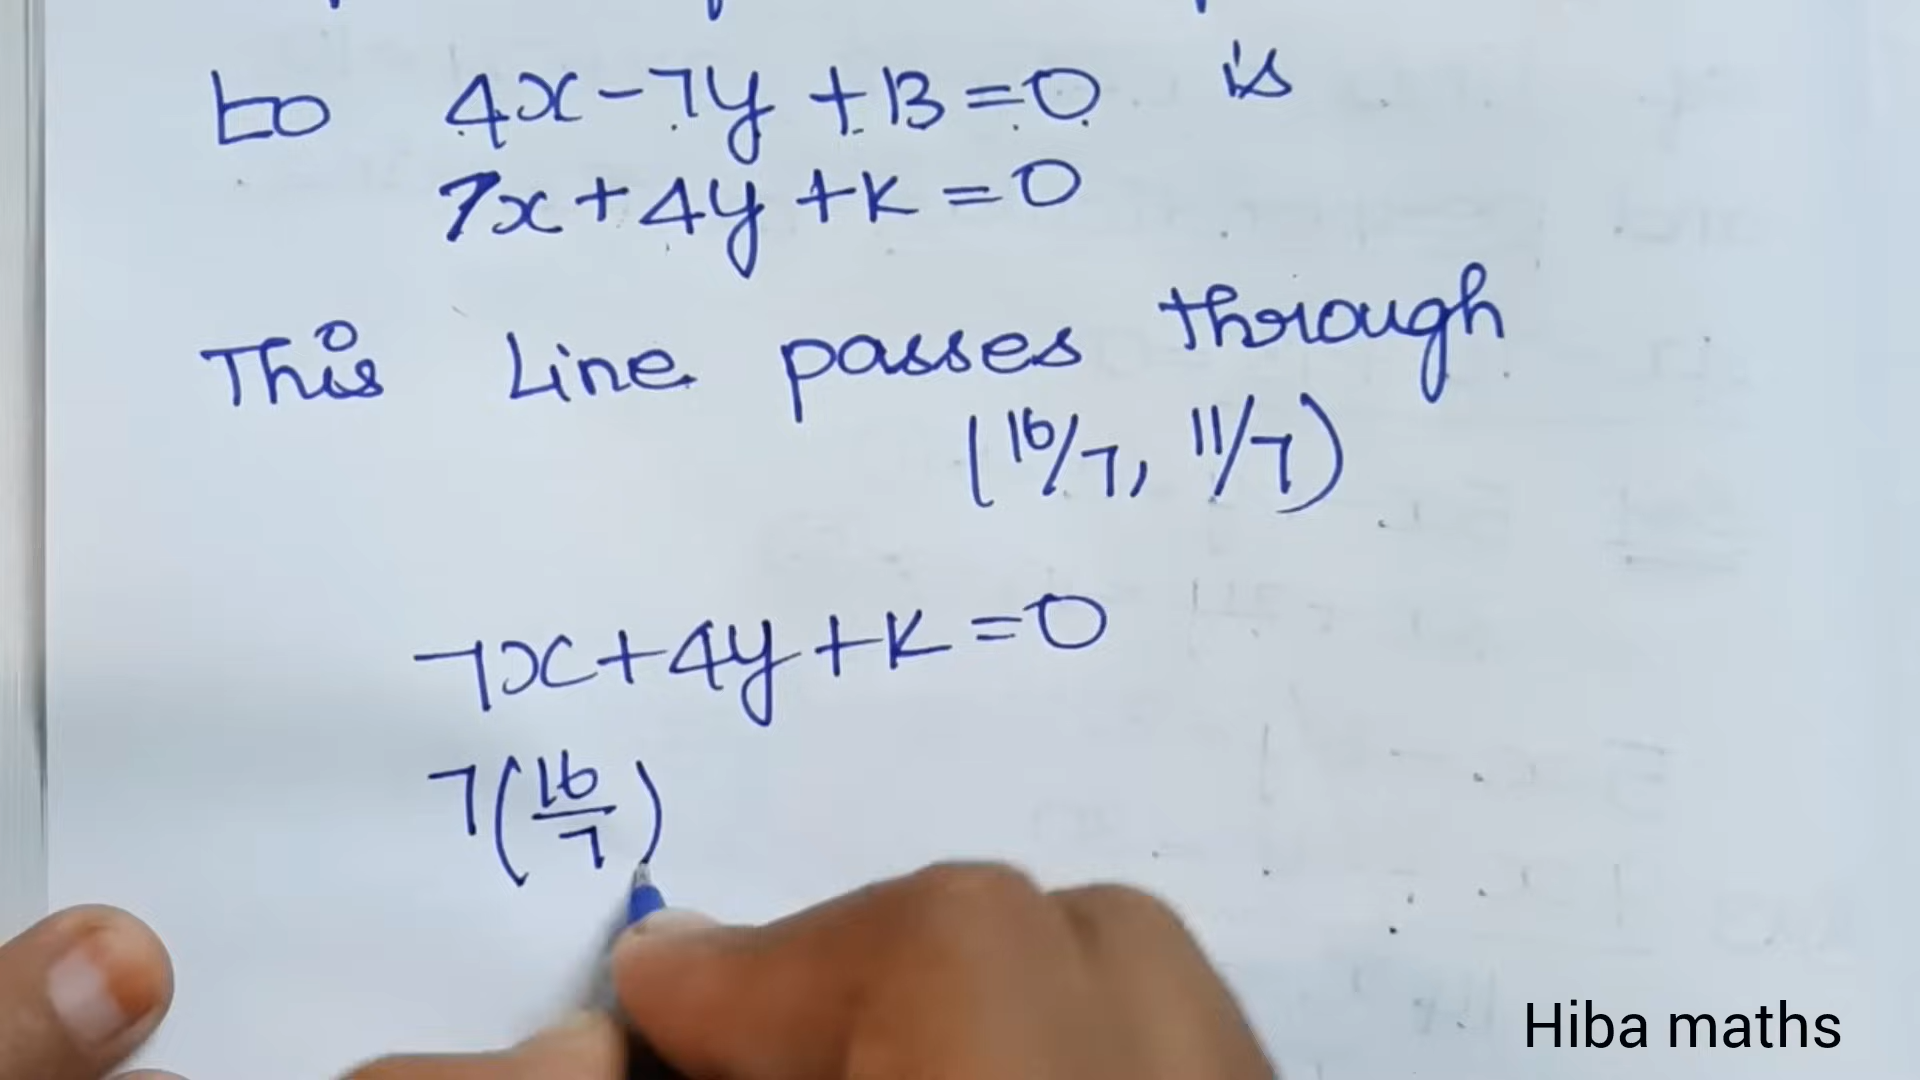 to 4x-7y+13=0 is
7x+4y+k=0
This Line passes through
(16/7, 11/7)
7x+4y+k=0
7(16/7)
Hiba maths